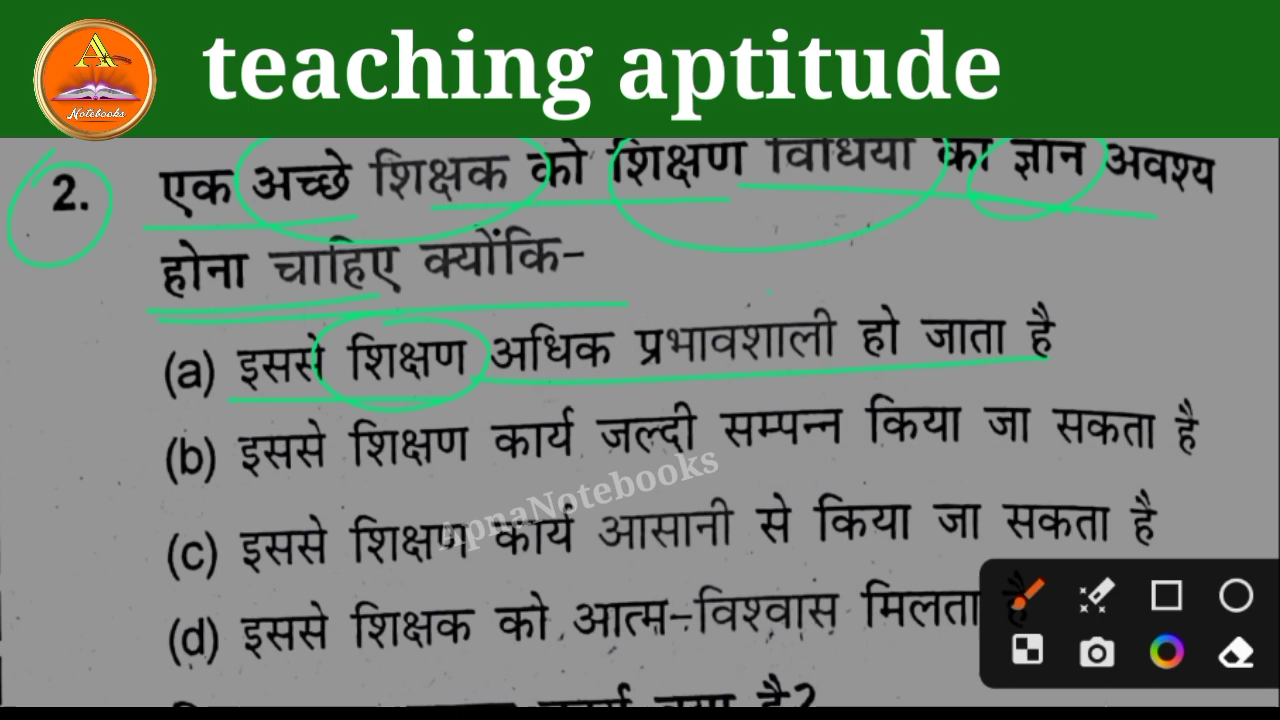 A
Notebooks
teaching aptitude
2. एक अच्छे शिक्षक को शिक्षण विधियों का ज्ञान अवश्य
होना चाहिए क्योंकि–
(a) इससे शिक्षण अधिक प्रभावशाली हो जाता है
(b) इससे शिक्षण कार्य जल्दी सम्पन्न किया जा सकता है
(c) इससे शिक्षण कार्य आसानी से किया जा सकता है
(d) इससे शिक्षक को आत्म–विश्वास मिलता है
ApnaNotebooks
है?